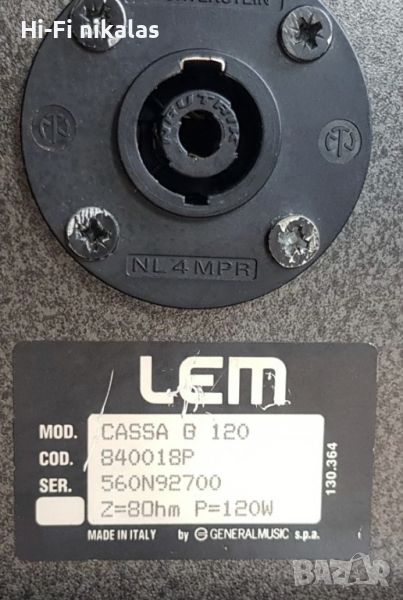 Hi-Fi nikalas
NEUTRIK
NL4MPR
LEM
MOD. CASSA G 120
COD. 840018P
SER. 560N92700
Z=8Ohm P=120W
130.364
MADE IN ITALY by GENERALMUSIC s.p.a.
BAZAR